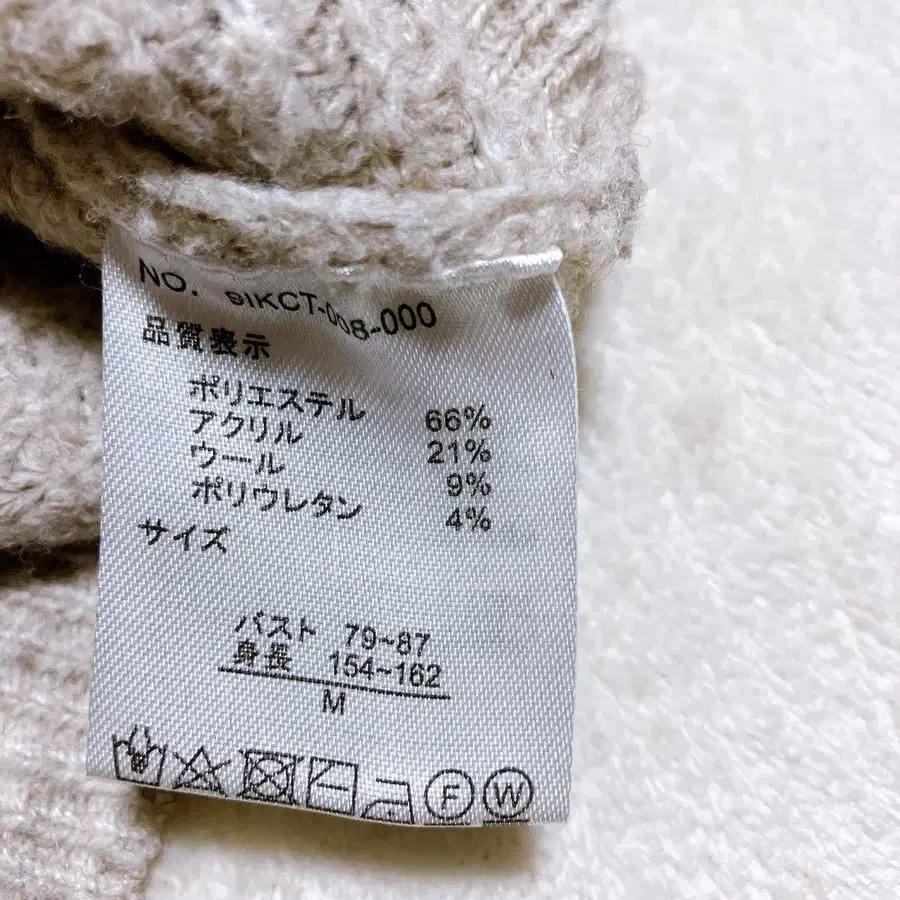 NO. SIKCT-008-000
品質表示
ポリエステル 66%
アクリル 21%
ウール 9%
ポリウレタン 4%
サイズ
バスト 79~87
身長 154~162
M
F W